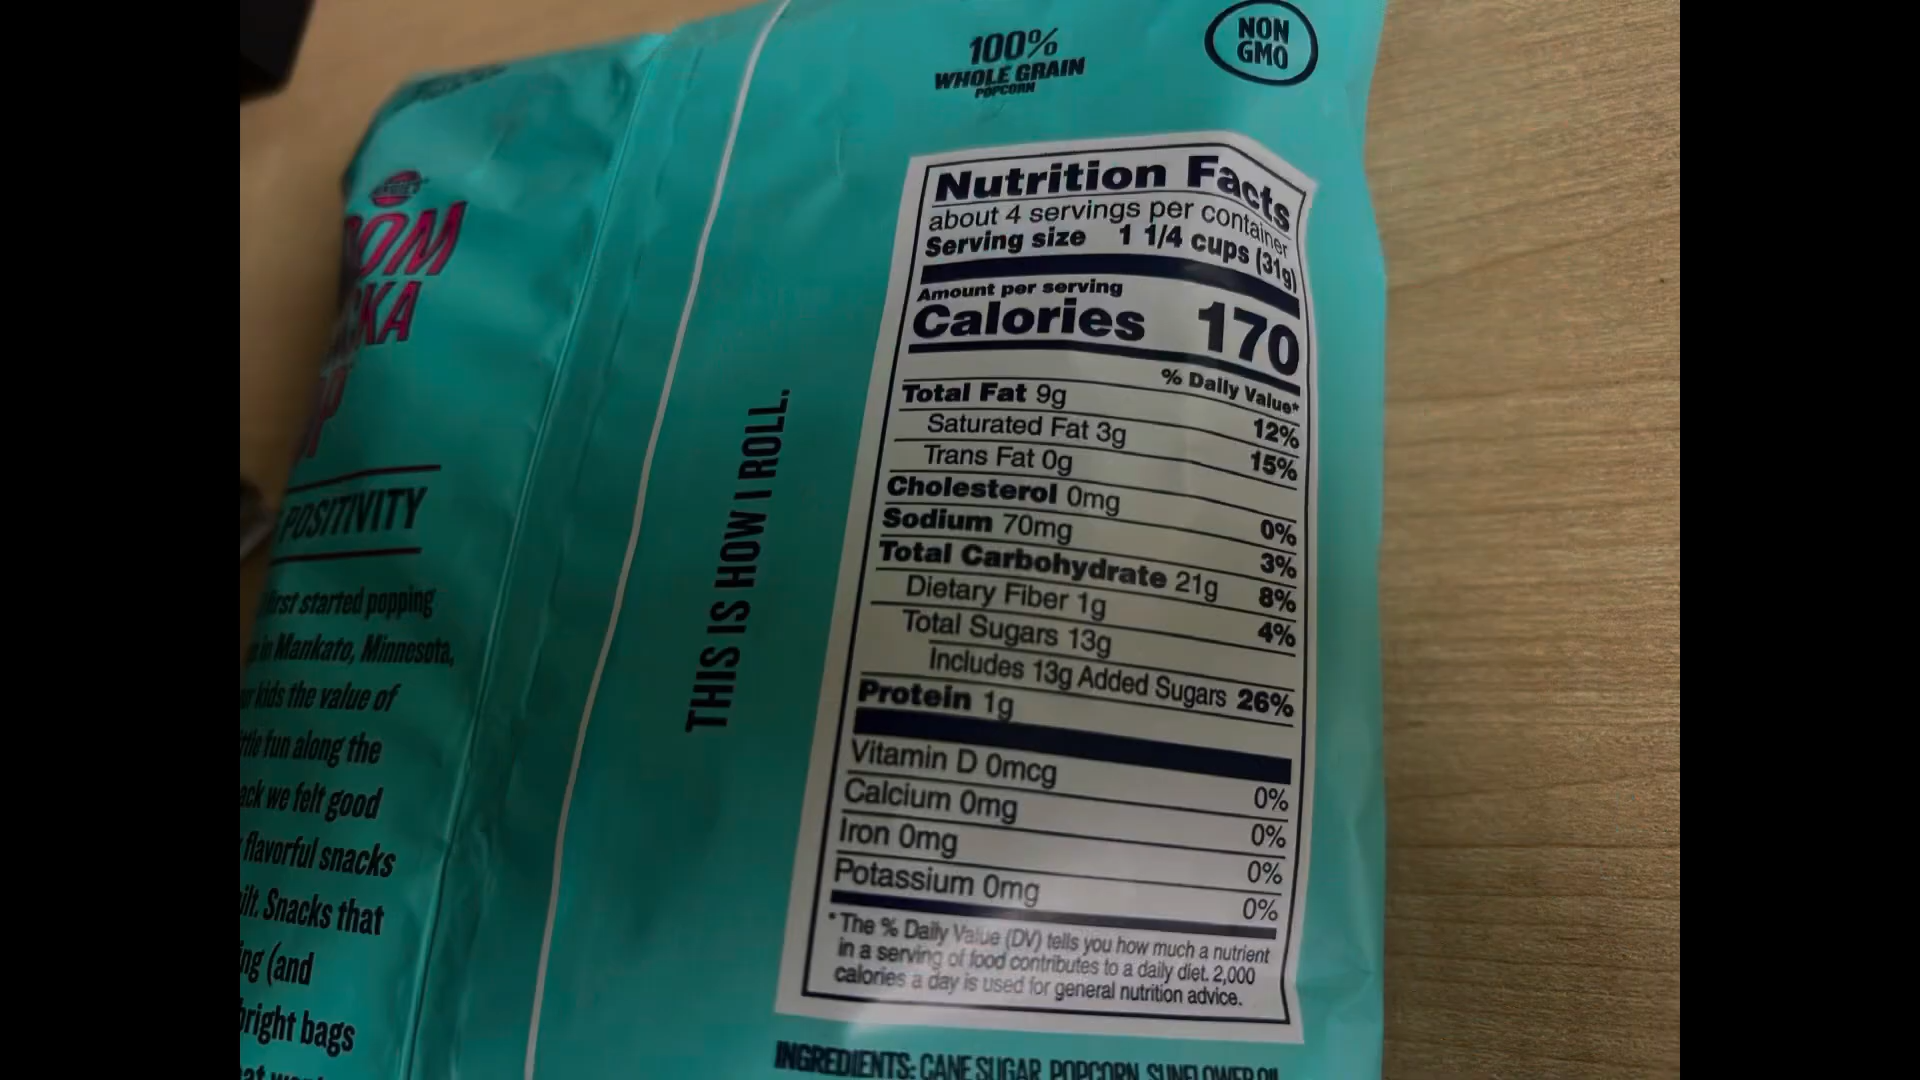 100%
WHOLE GRAIN
POPCORN
NON
GMO
OM
KA
P
POSITIVITY
first started popping
in Mankato, Minnesota,
kids the value of
fun along the
we felt good
flavorful snacks
Snacks that
(and
bright bags
THIS IS HOW I ROLL.
Nutrition Facts
about 4 servings per container
Serving size 1 1/4 cups (31g)
Amount per serving
Calories 170
% Daily Value*
Total Fat 9g 12%
Saturated Fat 3g 15%
Trans Fat 0g
Cholesterol 0mg 0%
Sodium 70mg 3%
Total Carbohydrate 21g 8%
Dietary Fiber 1g 4%
Total Sugars 13g
Includes 13g Added Sugars 26%
Protein 1g
Vitamin D 0mcg 0%
Calcium 0mg 0%
Iron 0mg 0%
Potassium 0mg 0%
*The % Daily Value (DV) tells you how much a nutrient
in a serving of food contributes to a daily diet. 2,000
calories a day is used for general nutrition advice.
INGREDIENTS: CANE SUGAR, POPCORN, SUNFLOWER OIL